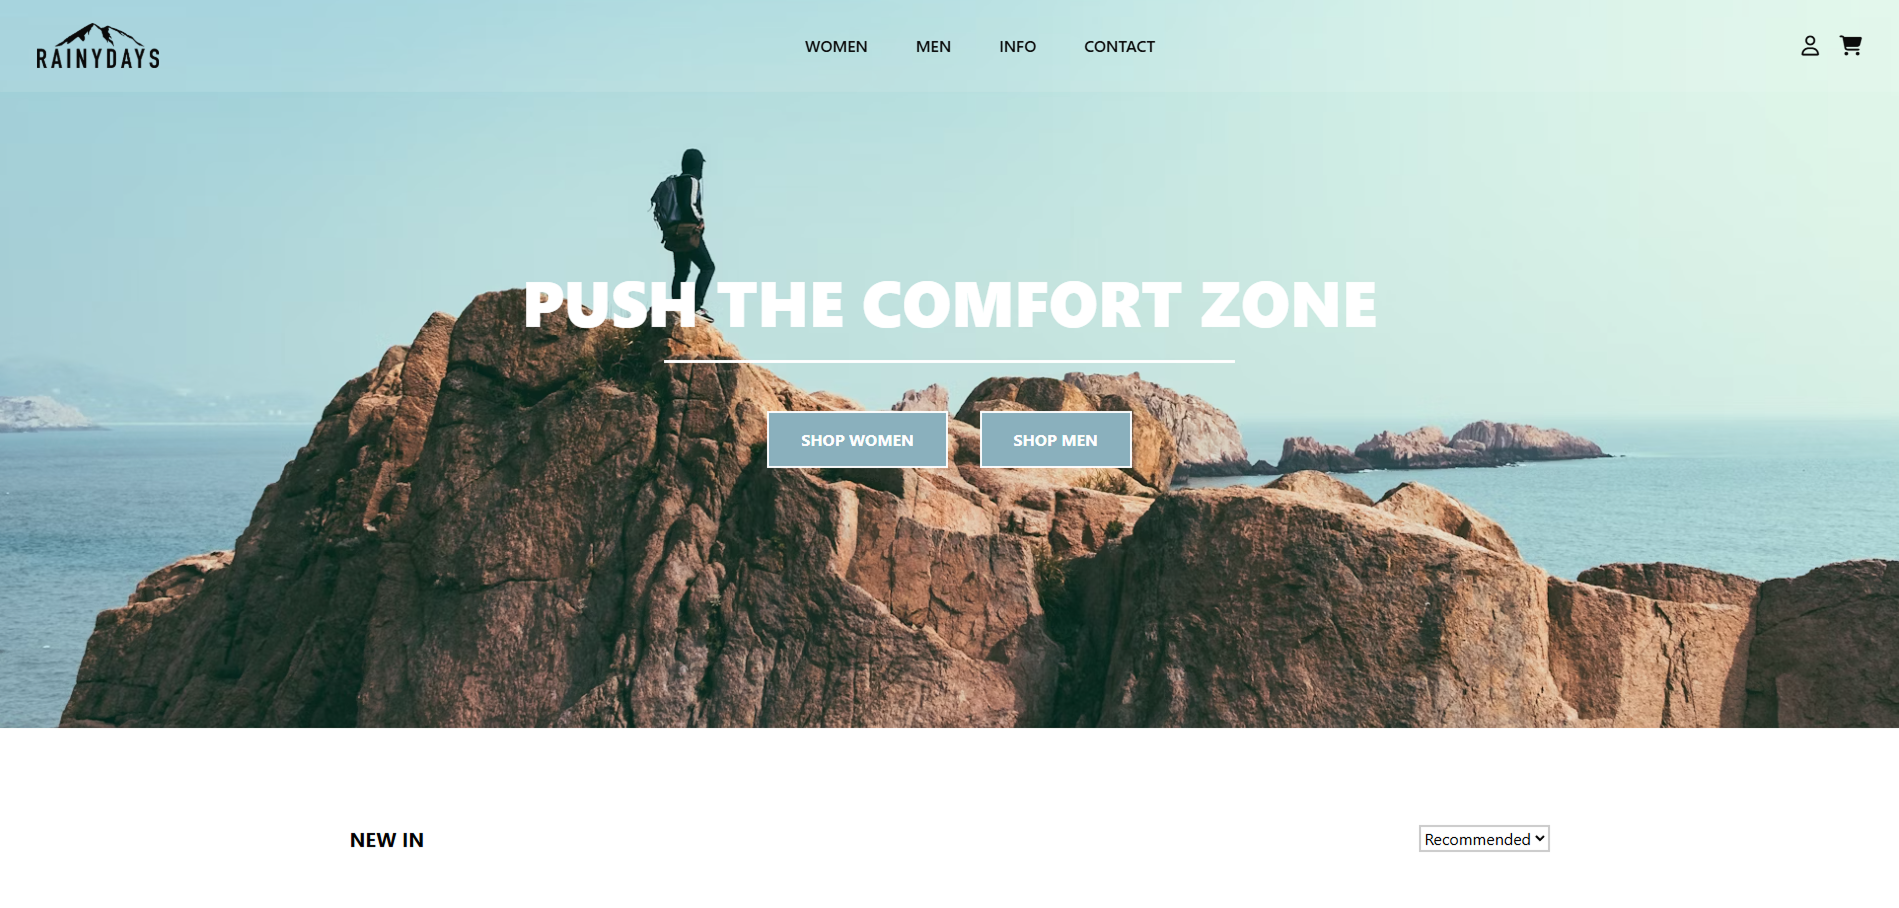 RAINYDAYS
WOMEN MEN INFO CONTACT
PUSH THE COMFORT ZONE
SHOP WOMEN SHOP MEN
NEW IN Recommended